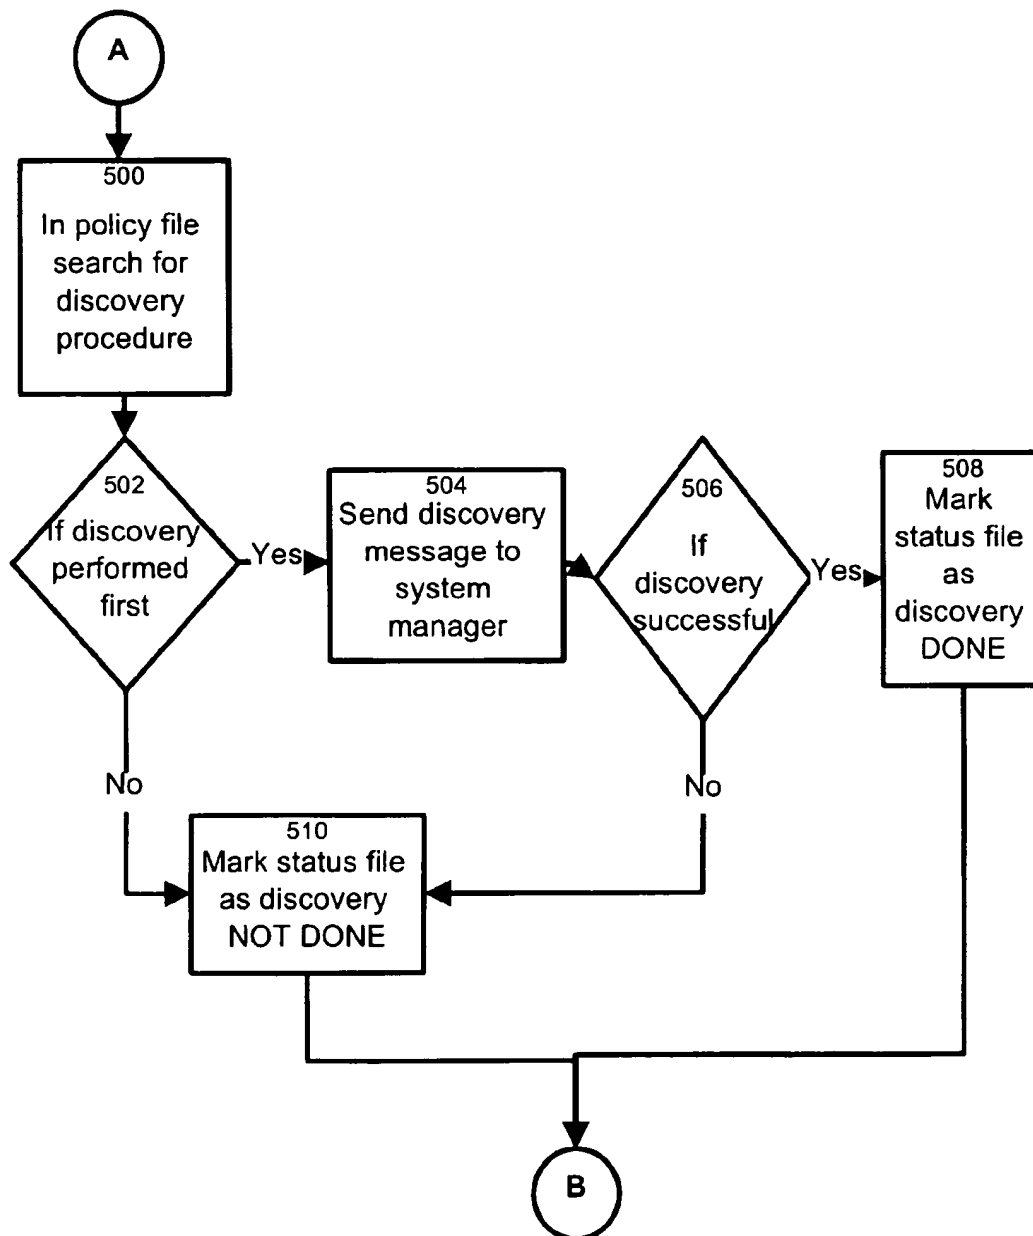 A
500
In policy file
search for
discovery
procedure
502
If discovery
performed
first
Yes
504
Send discovery
message to
system
manager
506
If
discovery
successful
Yes
508
Mark
status file
as
discovery
DONE
No
No
510
Mark status file
as discovery
NOT DONE
B